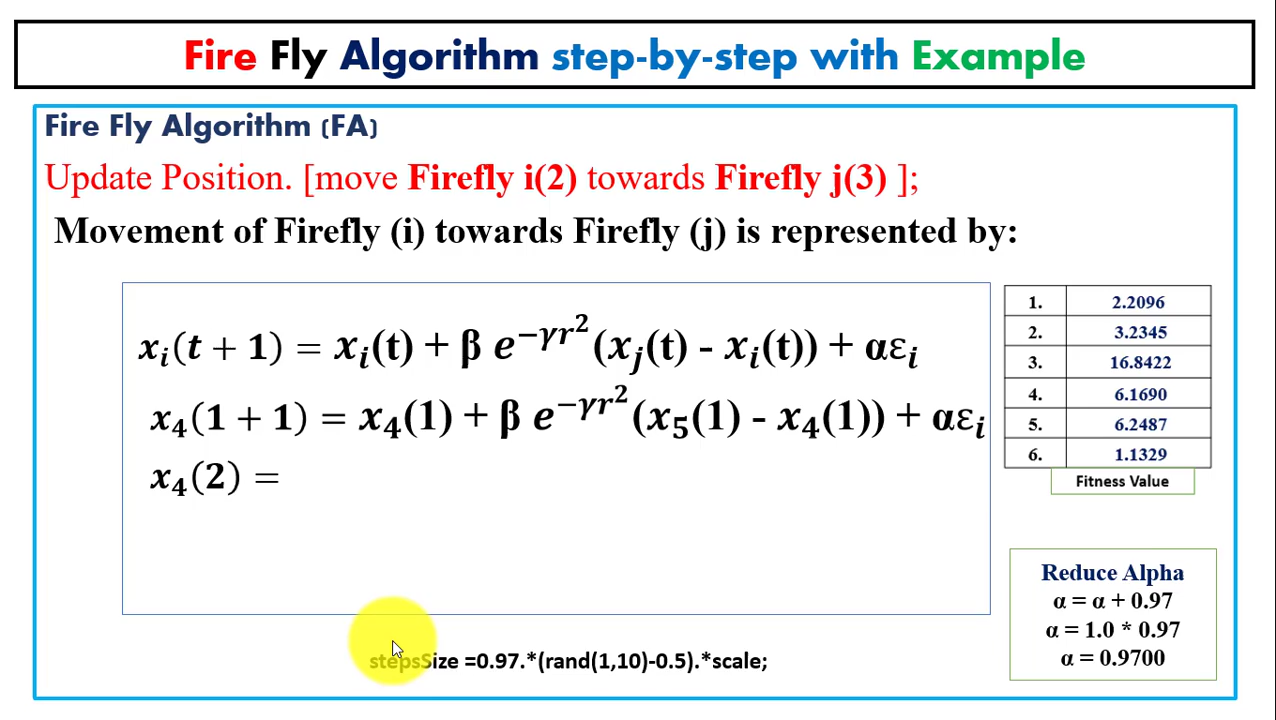 Fire Fly Algorithm step-by-step with Example
Fire Fly Algorithm (FA)
Update Position. [move Firefly i(2) towards Firefly j(3) ];
Movement of Firefly (i) towards Firefly (j) is represented by:
xᵢ(t + 1) = xᵢ(t) + β e^{−γr²}(xⱼ(t) - xᵢ(t)) + αεᵢ
x₄(1 + 1) = x₄(1) + β e^{−γr²}(x₅(1) - x₄(1)) + αεᵢ
x₄(2) =
1. 2.2096
2. 3.2345
3. 16.8422
4. 6.1690
5. 6.2487
6. 1.1329
Fitness Value
Reduce Alpha
α = α + 0.97
α = 1.0 * 0.97
α = 0.9700
stepsSize =0.97.*(rand(1,10)-0.5).*scale;